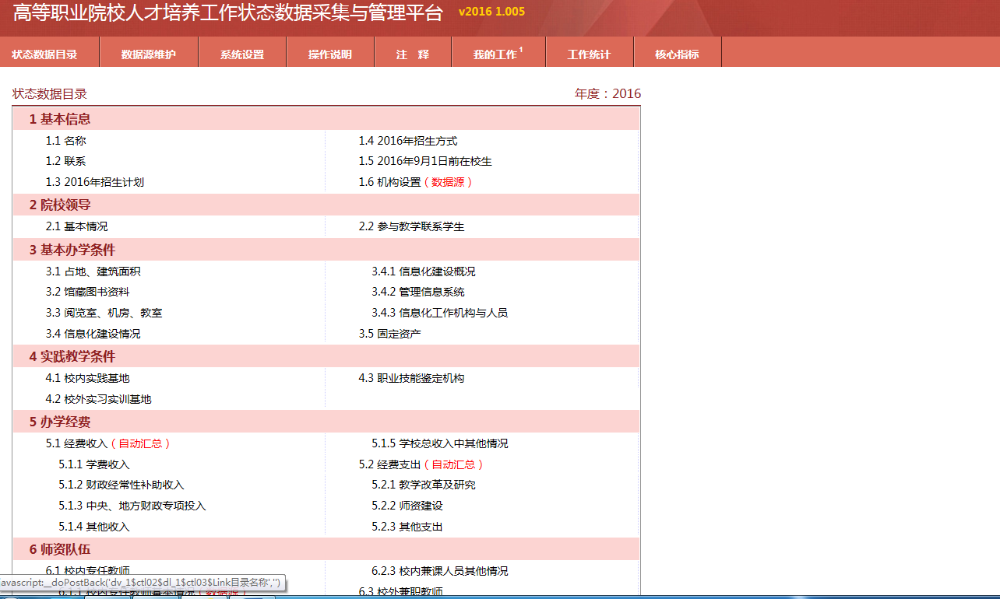 高等职业院校人才培养工作状态数据采集与管理平台 v2016 1.005
状态数据目录 数据源维护 系统设置 操作说明 注 释 我的工作1 工作统计 核心指标
状态数据目录 年度：2016
1 基本信息
1.1 名称 1.4 2016年招生方式
1.2 联系 1.5 2016年9月1日前在校生
1.3 2016年招生计划 1.6 机构设置（数据源）
2 院校领导
2.1 基本情况 2.2 参与教学联系学生
3 基本办学条件
3.1 占地、建筑面积 3.4.1 信息化建设概况
3.2 馆藏图书资料 3.4.2 管理信息系统
3.3 阅览室、机房、教室 3.4.3 信息化工作机构与人员
3.4 信息化建设情况 3.5 固定资产
4 实践教学条件
4.1 校内实践基地 4.3 职业技能鉴定机构
4.2 校外实习实训基地
5 办学经费
5.1 经费收入（自动汇总） 5.1.5 学校总收入中其他情况
5.1.1 学费收入 5.2 经费支出（自动汇总）
5.1.2 财政经常性补助收入 5.2.1 教学改革及研究
5.1.3 中央、地方财政专项投入 5.2.2 师资建设
5.1.4 其他收入 5.2.3 其他支出
6 师资队伍
6.1 校内专任教师 6.2.3 校内兼课人员其他情况
avascript:__doPostBack('dv_1$ctl02$dl_1$ctl03$Link目录名称','')
6.1.1 校内专任教师基本情况（数据源） 6.3 校外兼职教师